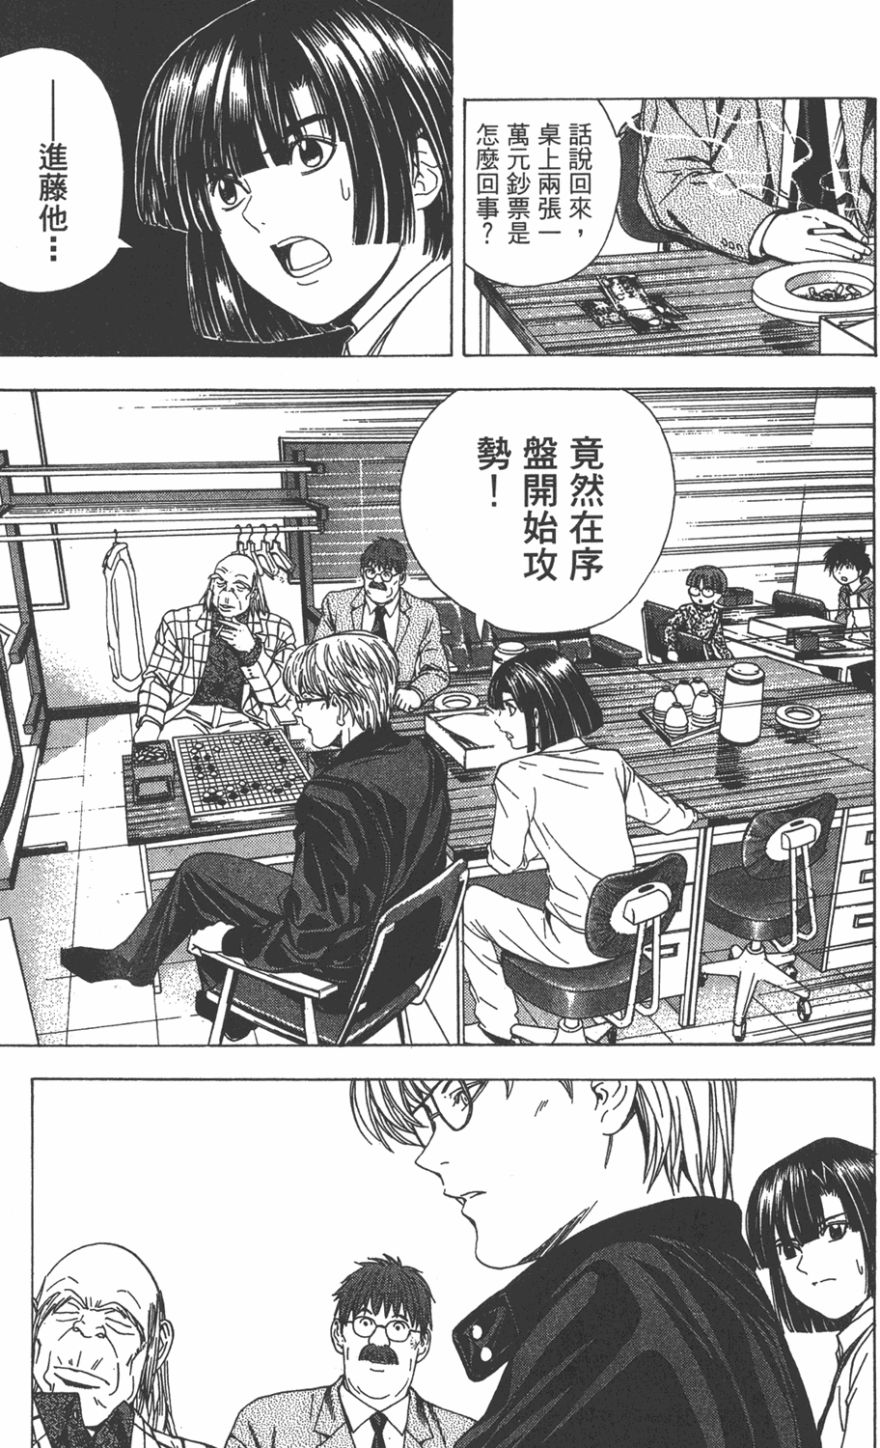 話說回來，
桌上兩張一
萬元鈔票是
怎麼回事？
──進藤他…
竟然在序
盤開始攻
勢！